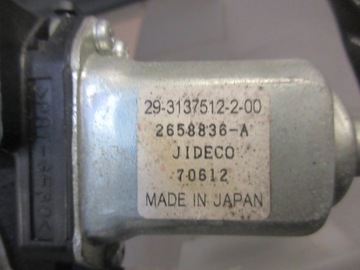 29-3137512-2-00
2658836-A
JIDECO
70612
MADE IN JAPAN